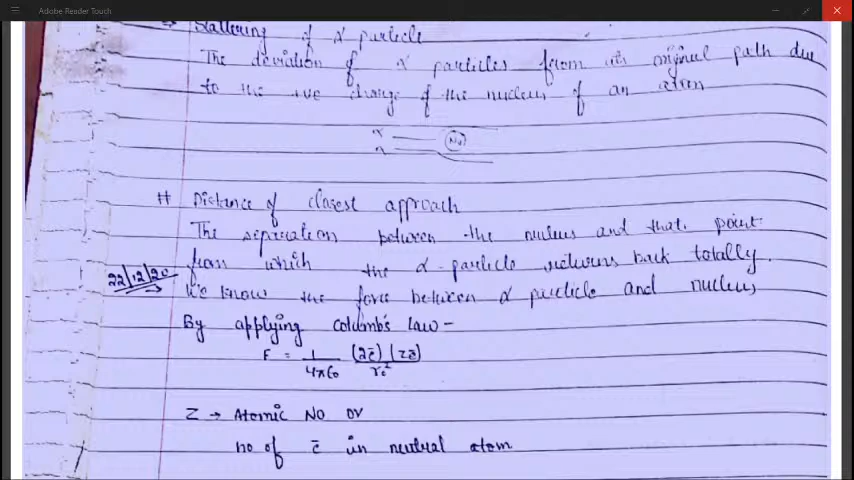 Adobe Reader Touch
→ Scattering of α particle
The deviation of α particles from its original path due
to the +ve charge of the nucleus of an atom
α
α
Nu
# Distance of closest approach
The separation between the nucleus and that point
from which the α-particle returns back totally.
22/12/20 → We know the force between α particle and nucleus
By applying columb's law -
F = 1/4πε0 (2e̅) (ze̅)/r0²
Z → Atomic No or
no of e̅ in neutral atom